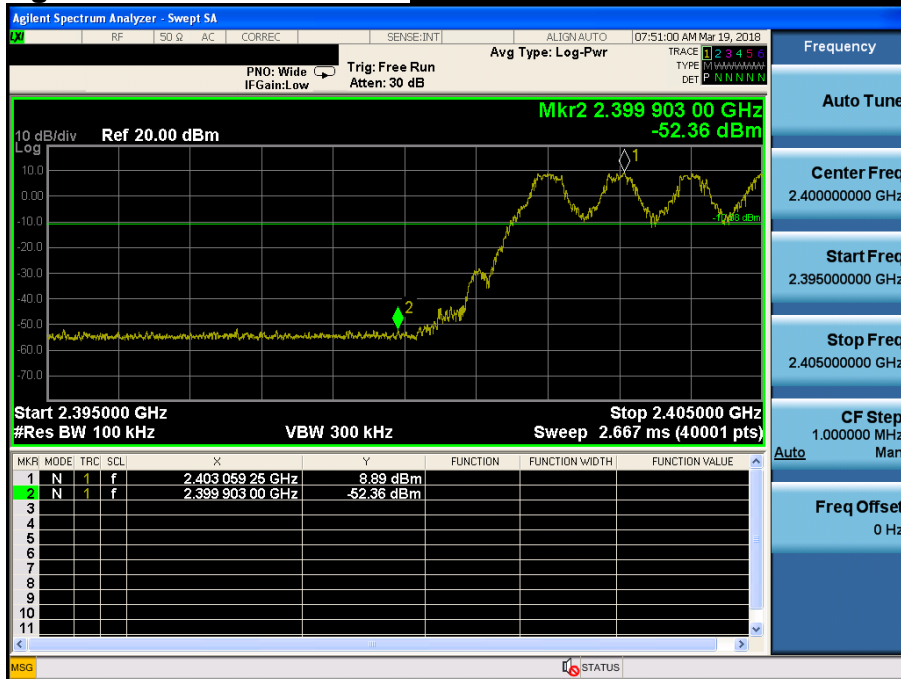 Agilent Spectrum Analyzer - Swept SA
LXI RF 50 Ω AC CORREC SENSE:INT ALIGN AUTO 07:51:00 AM Mar 19, 2018
Avg Type: Log-Pwr
TRACE 1 2 3 4 5 6
TYPE M WWWWW
DET P N N N N N
PNO: Wide
IFGain:Low
Trig: Free Run
Atten: 30 dB
Mkr2 2.399 903 00 GHz
-52.36 dBm
10 dB/div Ref 20.00 dBm
Log
1
10.0
0.00
-10.0
-20.0
-30.0
-40.0
2
-50.0
-60.0
-70.0
Start 2.395000 GHz Stop 2.405000 GHz
#Res BW 100 kHz VBW 300 kHz Sweep 2.667 ms (40001 pts)
MKR MODE TRC SCL X Y FUNCTION FUNCTION WIDTH FUNCTION VALUE
1 N 1 f 2.403 059 25 GHz 8.89 dBm
2 N 1 f 2.399 903 00 GHz -52.36 dBm
3
4
5
6
7
8
9
10
11
MSG STATUS
Frequency
Auto Tune
Center Freq
2.400000000 GHz
Start Freq
2.395000000 GHz
Stop Freq
2.405000000 GHz
CF Step
1.000000 MHz
Auto Man
Freq Offset
0 Hz